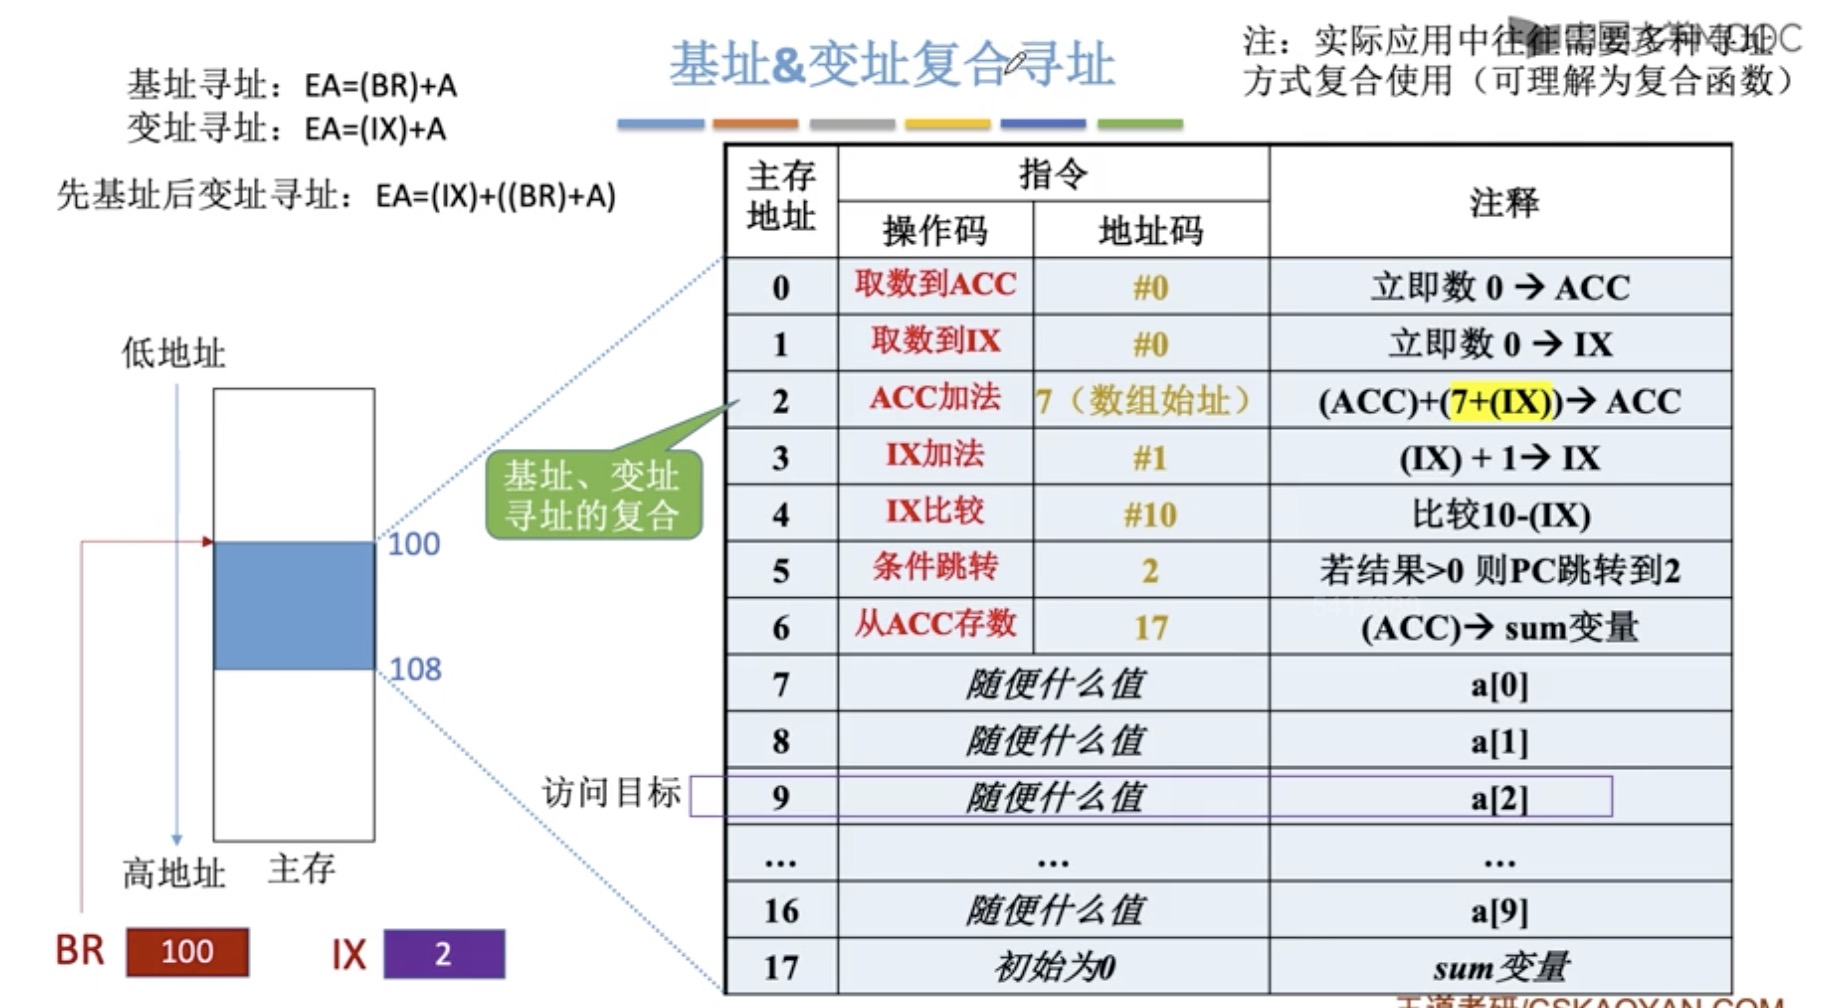 基址&变址复合寻址
注：实际应用中往往需要多种寻址
方式复合使用（可理解为复合函数）
基址寻址：EA=(BR)+A
变址寻址：EA=(IX)+A
先基址后变址寻址：EA=(IX)+((BR)+A)
低地址
100
108
高地址 主存
BR 100 IX 2
基址、变址
寻址的复合
访问目标
主存地址 指令 注释
操作码 地址码
0 取数到ACC #0 立即数 0 → ACC
1 取数到IX #0 立即数 0 → IX
2 ACC加法 7（数组始址） (ACC)+(7+(IX))→ ACC
3 IX加法 #1 (IX) + 1→ IX
4 IX比较 #10 比较10-(IX)
5 条件跳转 2 若结果>0 则PC跳转到2
6 从ACC存数 17 (ACC)→ sum变量
7 随便什么值 a[0]
8 随便什么值 a[1]
9 随便什么值 a[2]
... ... ...
16 随便什么值 a[9]
17 初始为0 sum变量
王道考研/CSKAOYAN.COM